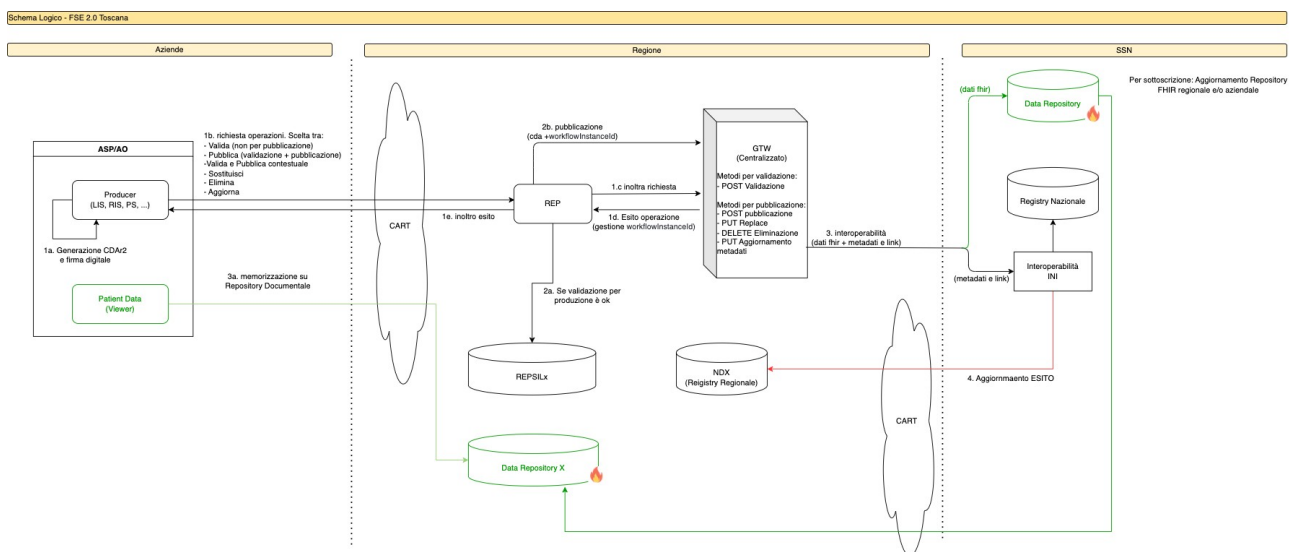 Schema Logico - FSE 2.0 Toscana
Aziende
Regione
SSN
ASP/AO
Producer
(LIS, RIS, PS, ...)
1a. Generazione CDAr2
e firma digitale
Patient Data
(Viewer)
1b. richiesta operazioni. Scelta tra:
- Valida (non per pubblicazione)
- Pubblica (validazione + pubblicazione)
-Valida e Pubblica contestuale
- Sostituisci
- Elimina
- Aggiorna
1e. inoltro esito
3a. memorizzazione su
Repository Documentale
CART
REP
2b. pubblicazione
(cda +workflowInstanceId)
1.c inoltra richiesta
1d. Esito operazione
(gestione workflowInstanceId)
2a. Se validazione per
produzione è ok
REPSILx
Data Repository X
GTW
(Centralizzato)
Metodi per validazione:
- POST Validazione
Metodi per pubblicazione:
- POST pubblicazione
- PUT Replace
- DELETE Eliminazione
- PUT Aggiornamento
metadati
NDX
(Reigistry Regionale)
3. interoperabilità
(dati fhir + metadati e link)
CART
(dati fhir)
Data Repository
Per sottoscrizione: Aggiornamento Repository
FHIR regionale e/o aziendale
Registry Nazionale
(metadati e link)
Interoperabilità
INI
4. Aggiornmaento ESITO